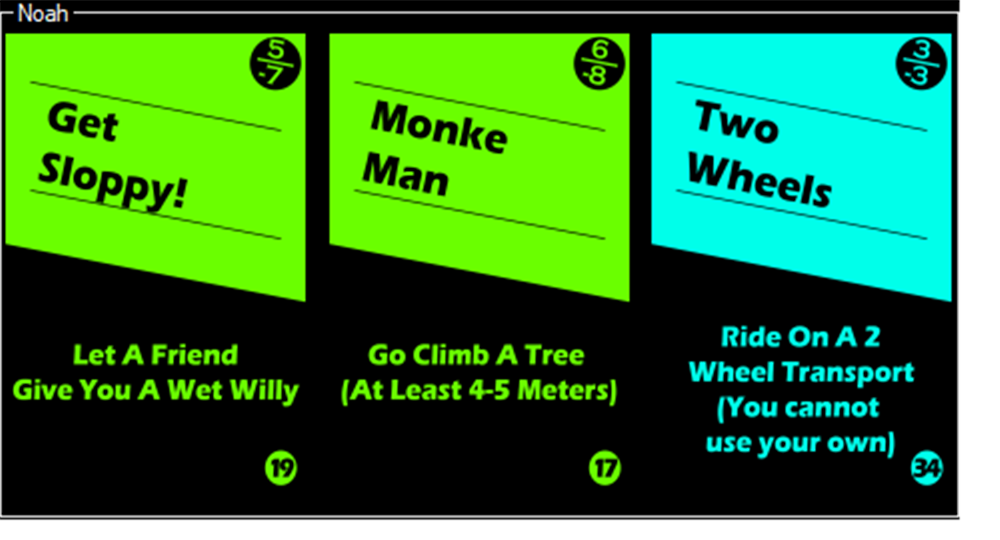 Noah
5
-7
Get
Sloppy!
Let A Friend
Give You A Wet Willy
19
6
-8
Monke
Man
Go Climb A Tree
(At Least 4-5 Meters)
17
3
-3
Two
Wheels
Ride On A 2
Wheel Transport
(You cannot
use your own)
34